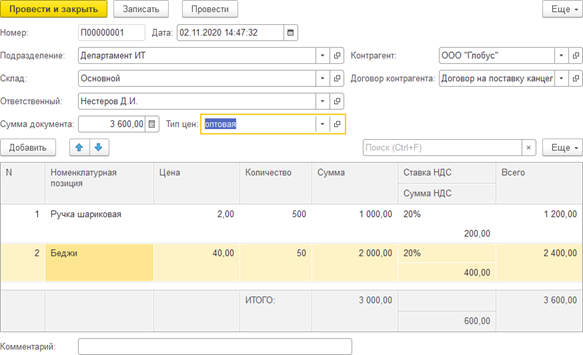 Провести и закрыть Записать Провести Еще
Номер: П00000001 Дата: 02.11.2020 14:47:32
Подразделение: Департамент ИТ Контрагент: ООО "Глобус"
Склад: Основной Договор контрагента: Договор на поставку канцел
Ответственный: Нестеров Д.И.
Сумма документа: 3 600,00 Тип цен: оптовая
Добавить Поиск (Ctrl+F) × Еще
N Номенклатурная позиция Цена Количество Сумма Ставка НДС Всего
Сумма НДС
1 Ручка шариковая 2,00 500 1 000,00 20% 1 200,00
200,00
2 Беджи 40,00 50 2 000,00 20% 2 400,00
400,00
ИТОГО: 3 000,00 3 600,00
600,00
Комментарий: